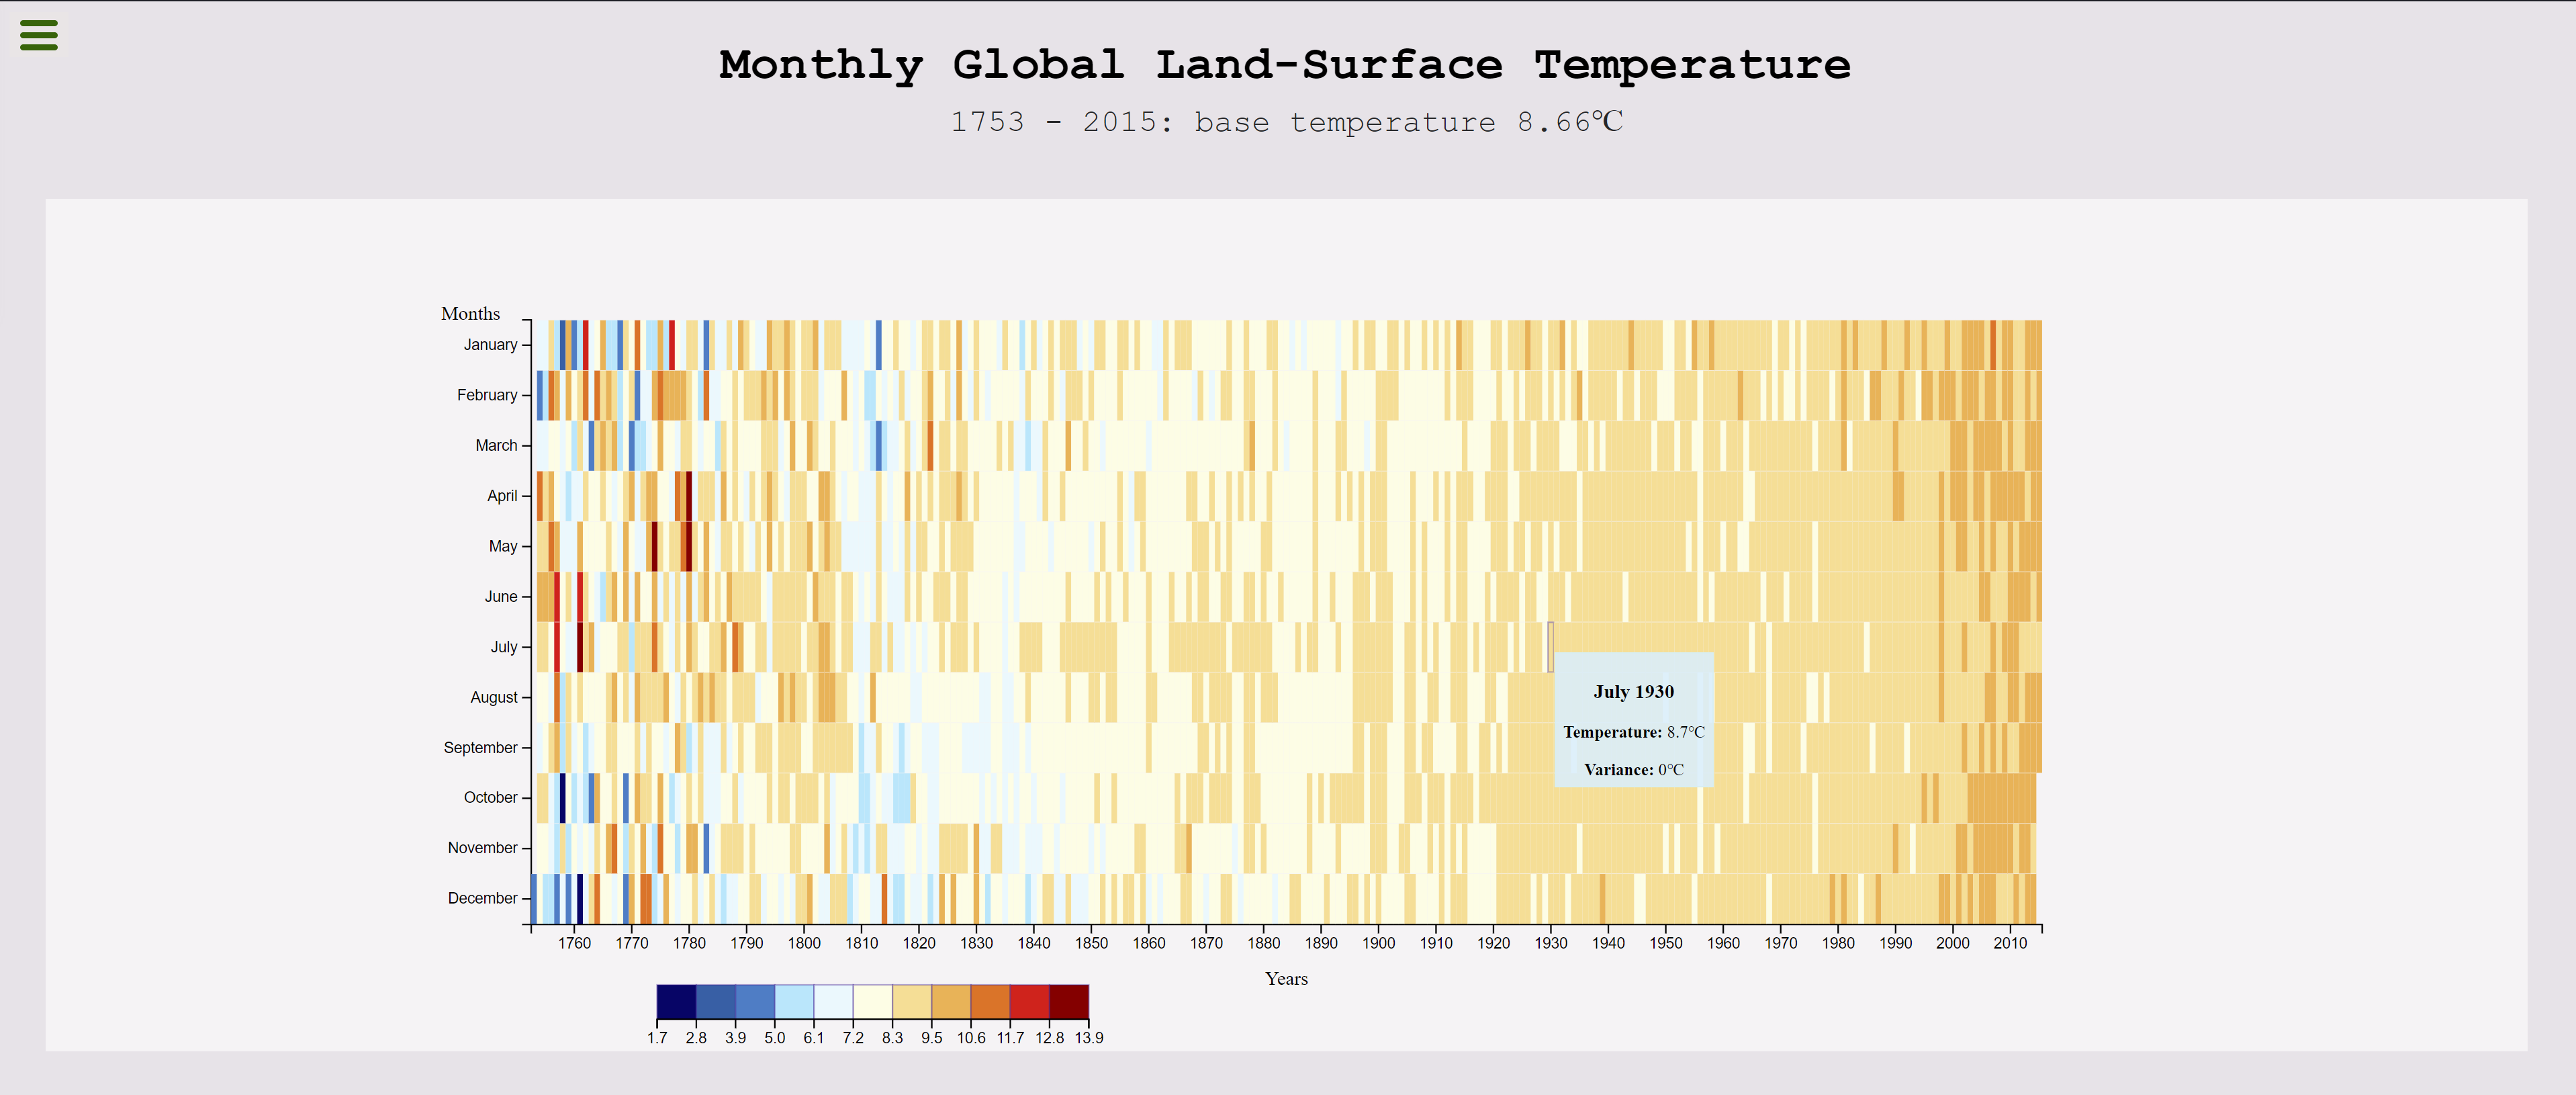 Monthly Global Land-Surface Temperature
1753 - 2015: base temperature 8.66℃
Months
January
February
March
April
May
June
July
August
September
October
November
December
July 1930
Temperature: 8.7℃
Variance: 0℃
1760 1770 1780 1790 1800 1810 1820 1830 1840 1850 1860 1870 1880 1890 1900 1910 1920 1930 1940 1950 1960 1970 1980 1990 2000 2010
Years
1.7 2.8 3.9 5.0 6.1 7.2 8.3 9.5 10.6 11.7 12.8 13.9